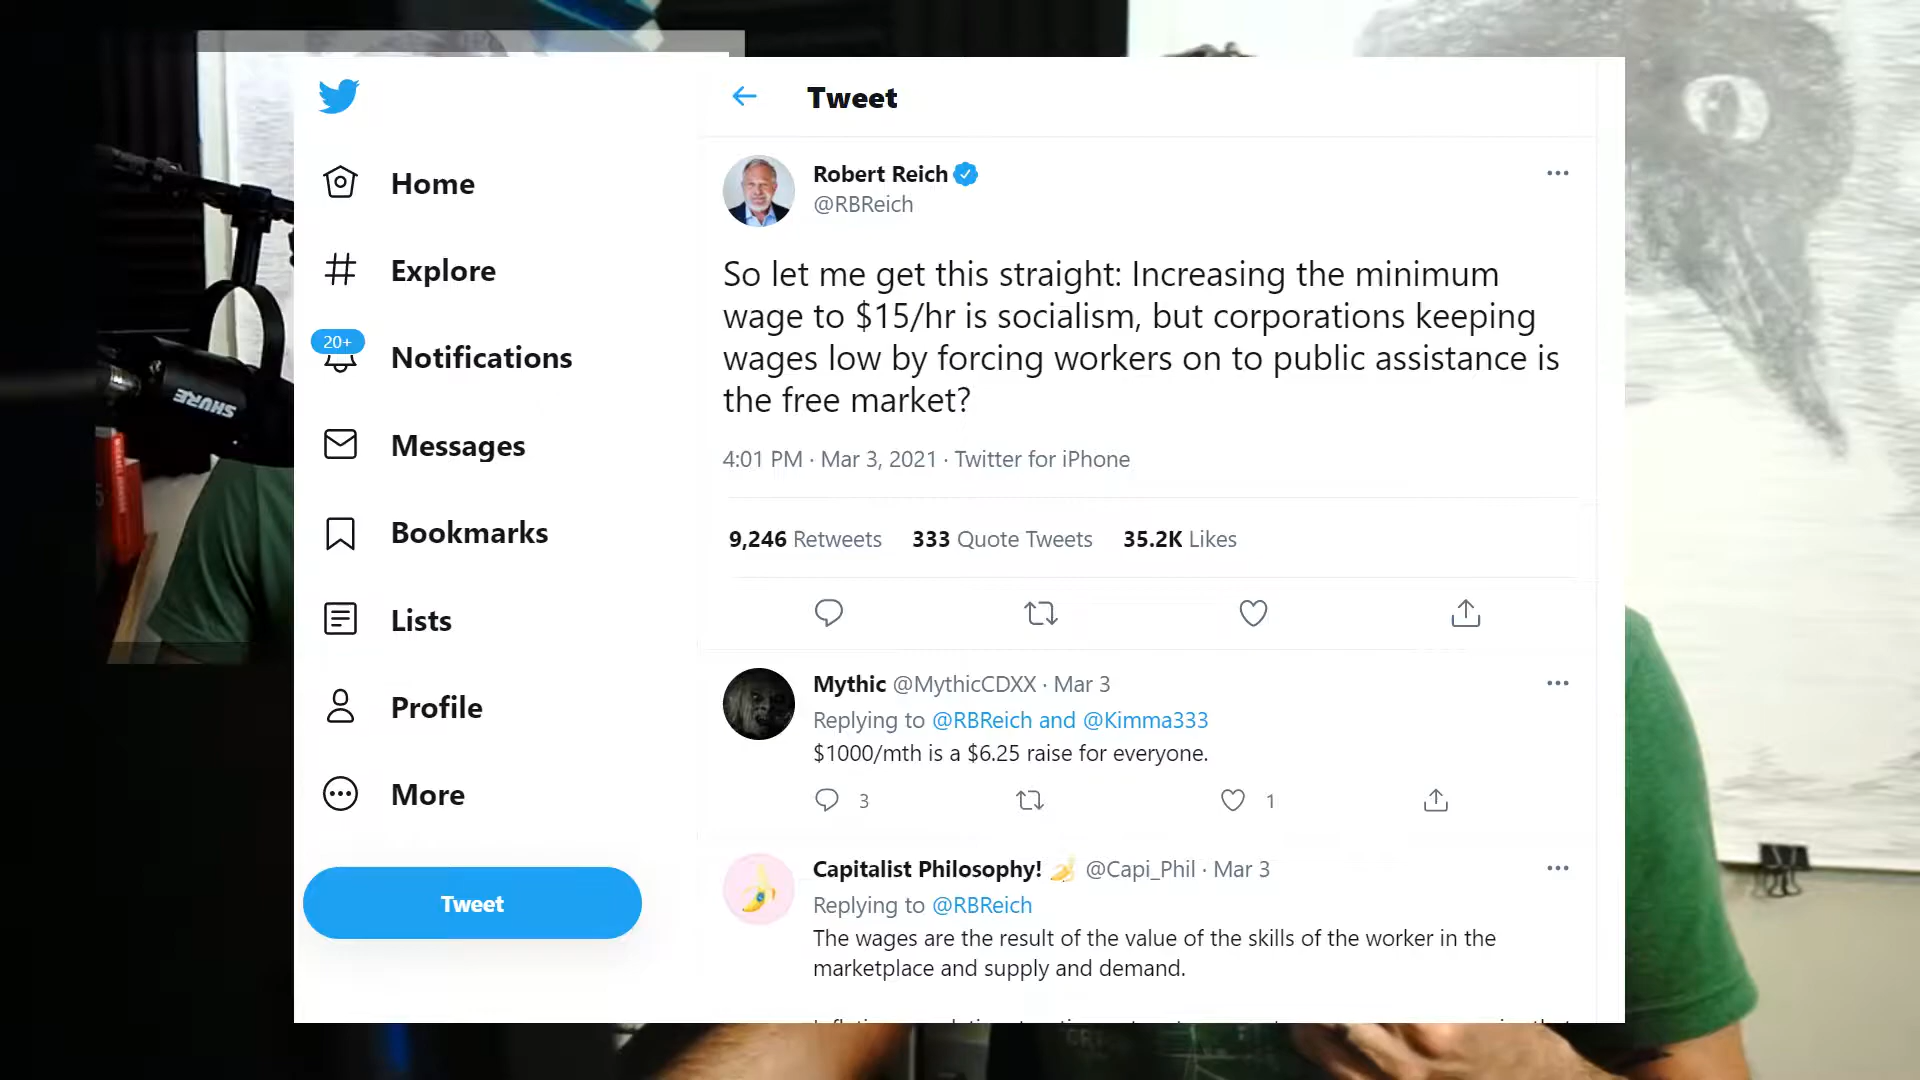 Tweet
Home
Explore
20+
Notifications
Messages
Bookmarks
Lists
Profile
More
Tweet
Robert Reich
@RBReich
So let me get this straight: Increasing the minimum
wage to $15/hr is socialism, but corporations keeping
wages low by forcing workers on to public assistance is
the free market?
4:01 PM · Mar 3, 2021 · Twitter for iPhone
9,246 Retweets 333 Quote Tweets 35.2K Likes
Mythic @MythicCDXX · Mar 3
Replying to @RBReich and @Kimma333
$1000/mth is a $6.25 raise for everyone.
3 1
Capitalist Philosophy! 🍌 @Capi_Phil · Mar 3
Replying to @RBReich
The wages are the result of the value of the skills of the worker in the
marketplace and supply and demand.
SHURE